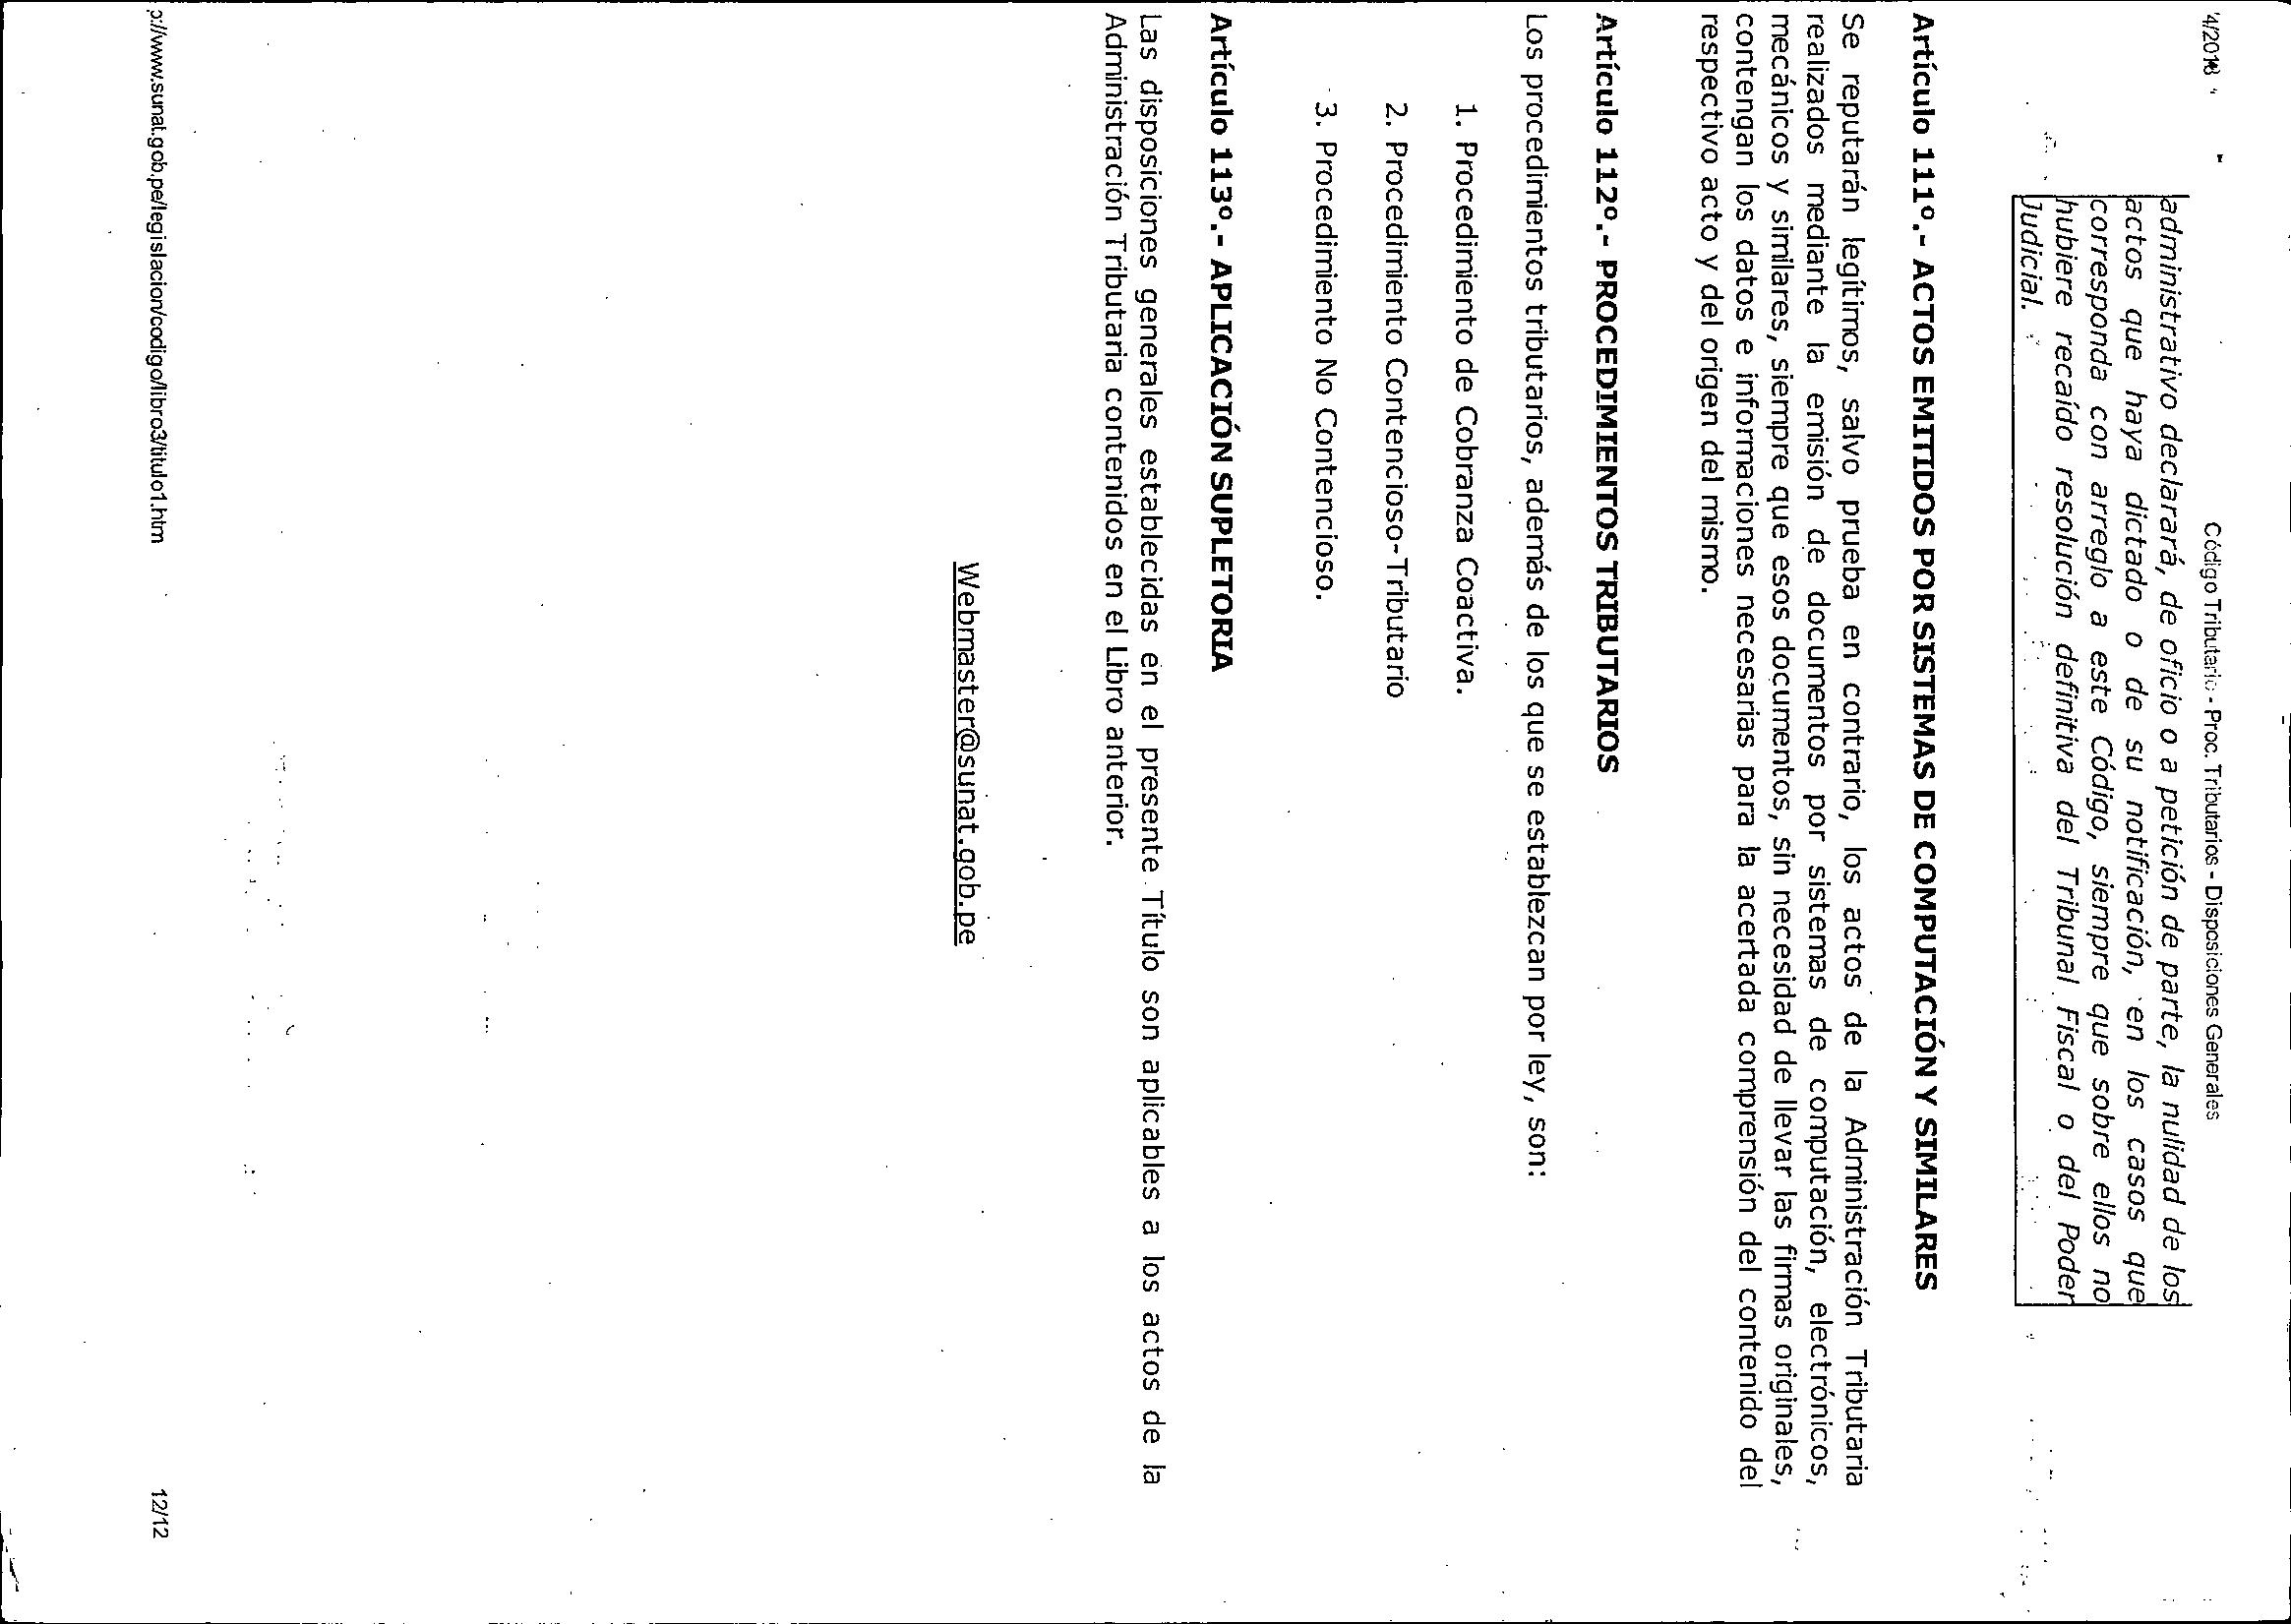 Código Tributario - Proc. Tributarios - Disposiciones Generales
administrativo declarará, de oficio o a petición de parte, la nulidad de los
actos que haya dictado o de su notificación, en los casos que
corresponda con arreglo a este Código, siempre que sobre ellos no
hubiere recaído resolución definitiva del Tribunal Fiscal o del Poder
Judicial.
Artículo 111º.- ACTOS EMITIDOS POR SISTEMAS DE COMPUTACIÓN Y SIMILARES
Se reputarán legítimos, salvo prueba en contrario, los actos de la Administración Tributaria
realizados mediante la emisión de documentos por sistemas de computación, electrónicos,
mecánicos y similares, siempre que esos documentos, sin necesidad de llevar las firmas originales,
contengan los datos e informaciones necesarias para la acertada comprensión del contenido del
respectivo acto y del origen del mismo.
Artículo 112º.- PROCEDIMIENTOS TRIBUTARIOS
Los procedimientos tributarios, además de los que se establezcan por ley, son:
1. Procedimiento de Cobranza Coactiva.
2. Procedimiento Contencioso-Tributario
3. Procedimiento No Contencioso.
Artículo 113º.- APLICACIÓN SUPLETORIA
Las disposiciones generales establecidas en el presente Título son aplicables a los actos de la
Administración Tributaria contenidos en el Libro anterior.
Webmaster@sunat.gob.pe
p://www.sunat.gob.pe/legislacion/codigo/libro3/titulo1.htm
12/12